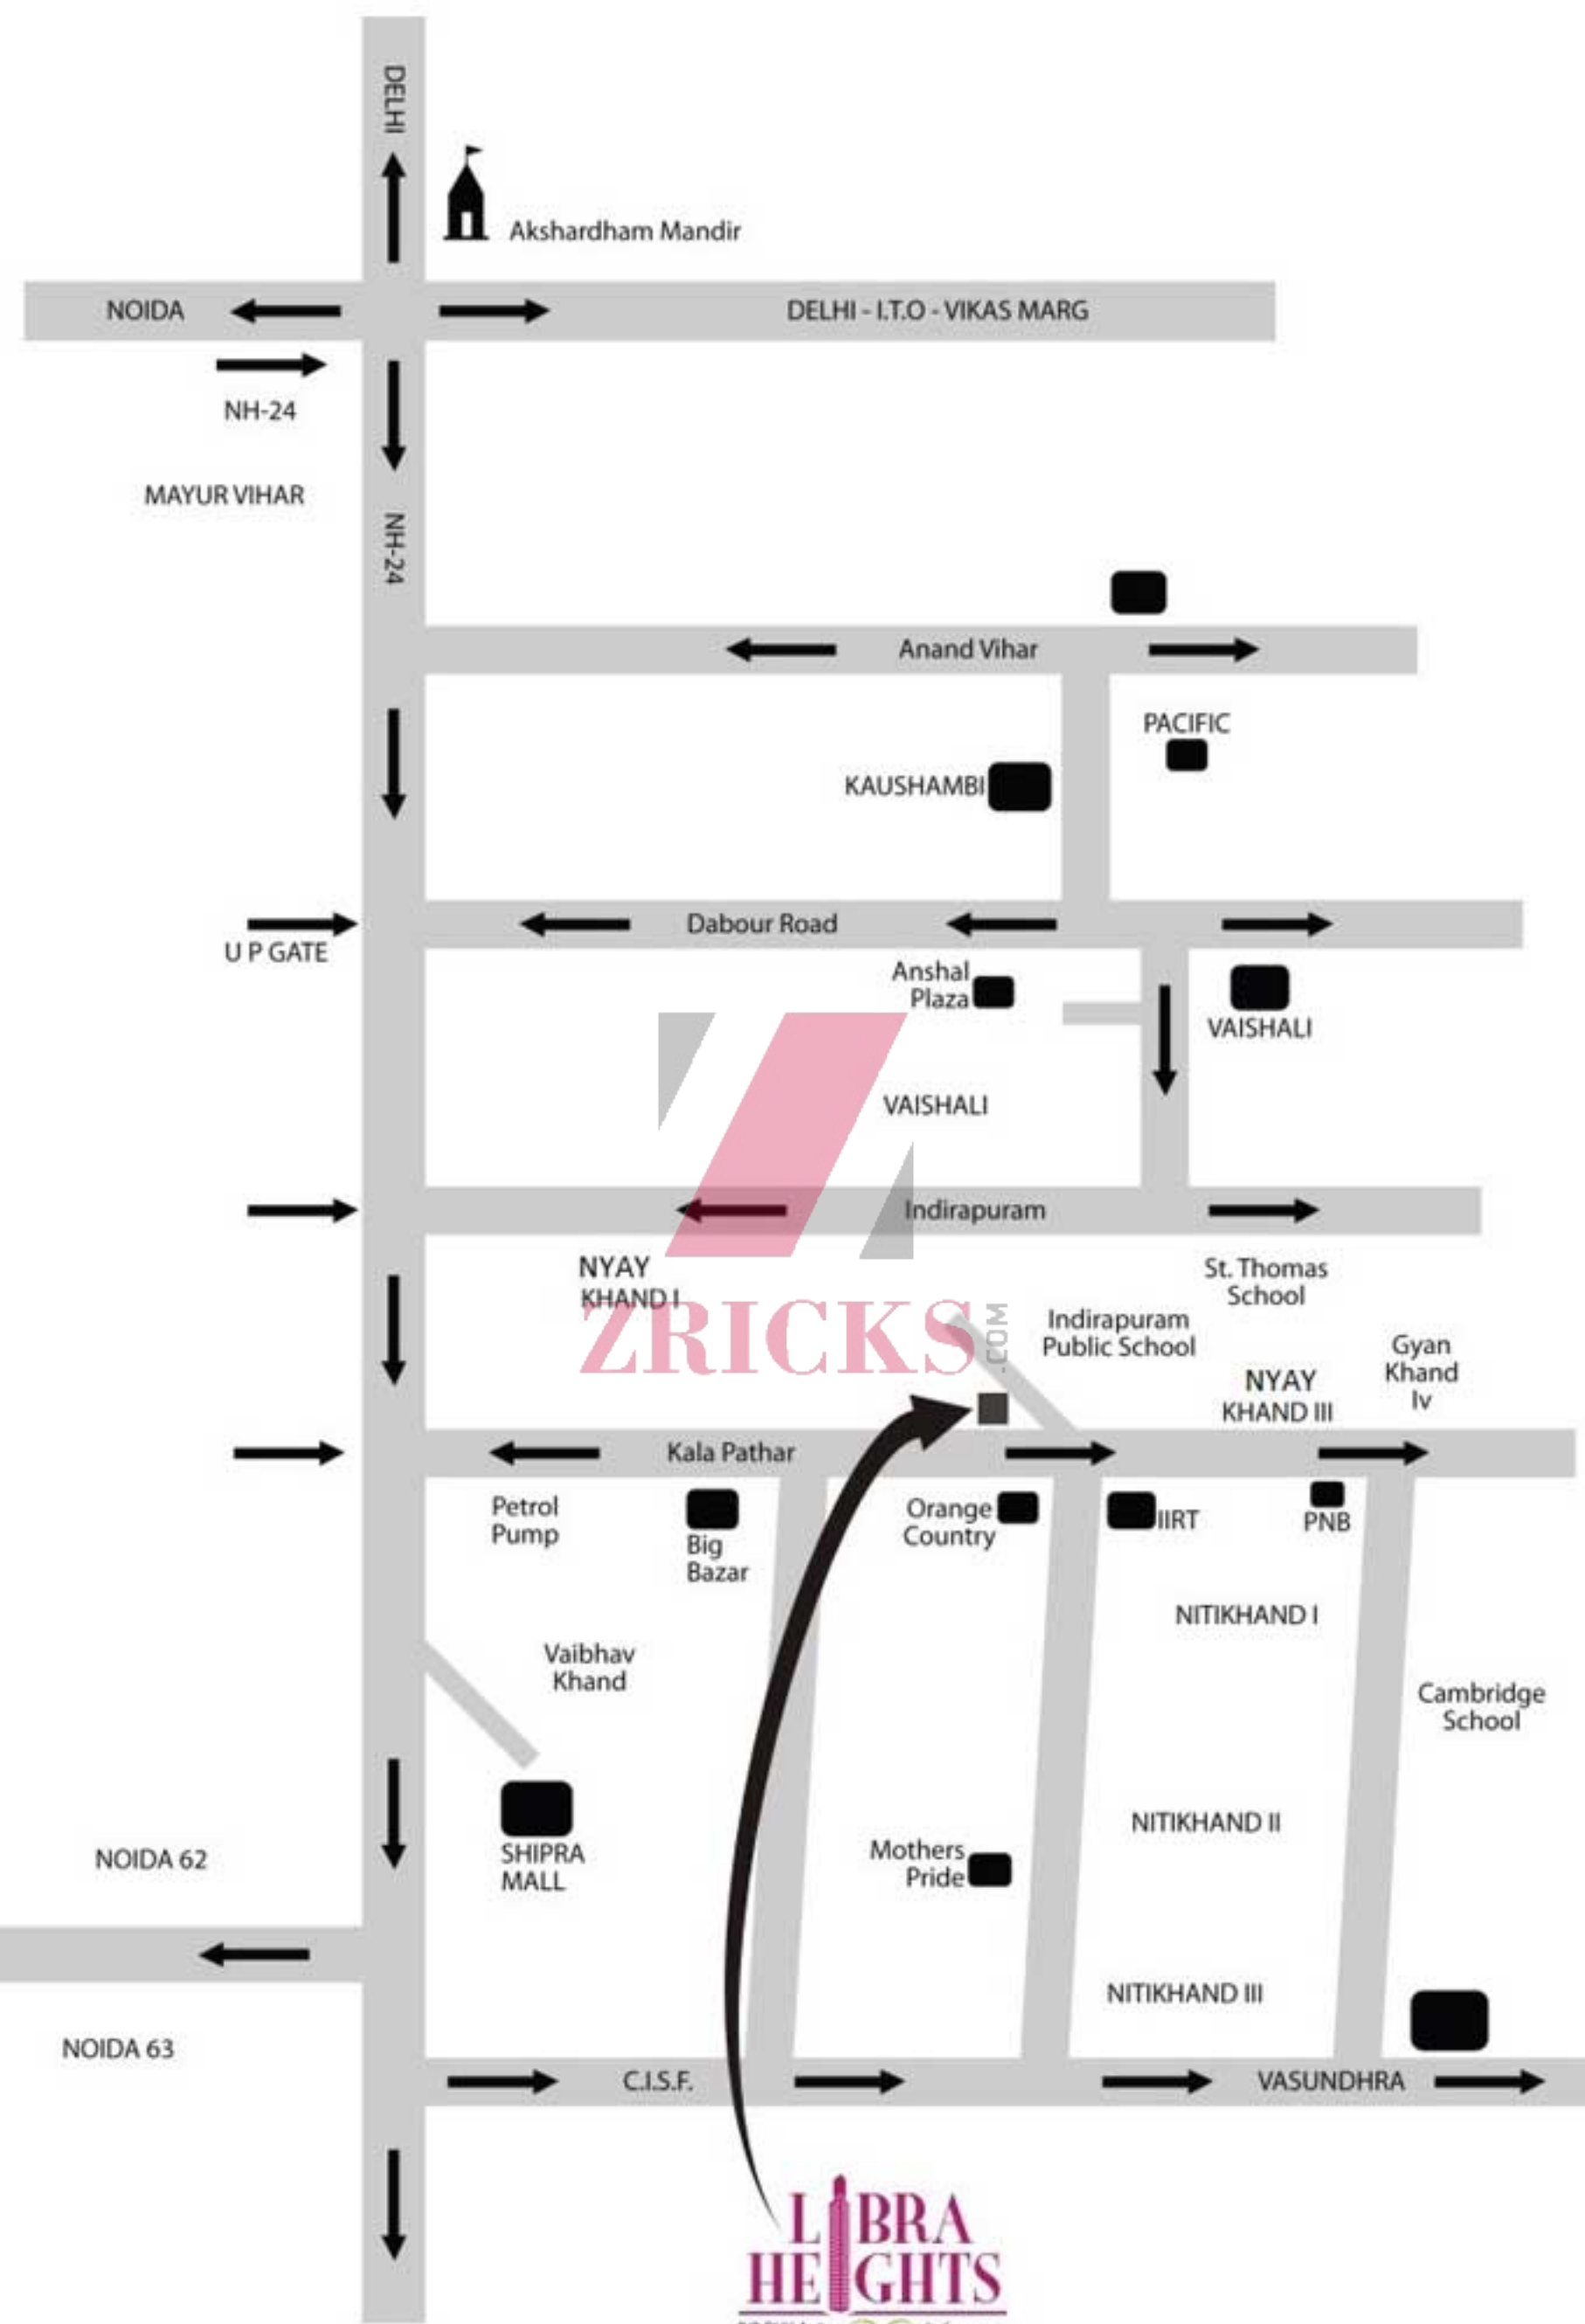 DELHI
Akshardham Mandir
NOIDA
DELHI - I.T.O - VIKAS MARG
NH-24
MAYUR VIHAR
NH-24
Anand Vihar
PACIFIC
KAUSHAMBI
Dabour Road
U P GATE
Anshal
Plaza
VAISHALI
VAISHALI
Indirapuram
NYAY
KHAND I
St. Thomas
School
ZRICKS
.COM
Indirapuram
Public School
Gyan
Khand
Iv
NYAY
KHAND III
Kala Pathar
Petrol
Pump
Big
Bazar
Orange
Country
IIRT
PNB
NITIKHAND I
Vaibhav
Khand
Cambridge
School
SHIPRA
MALL
NITIKHAND II
Mothers
Pride
NOIDA 62
NITIKHAND III
NOIDA 63
C.I.S.F.
VASUNDHRA
LIBRA
HEIGHTS